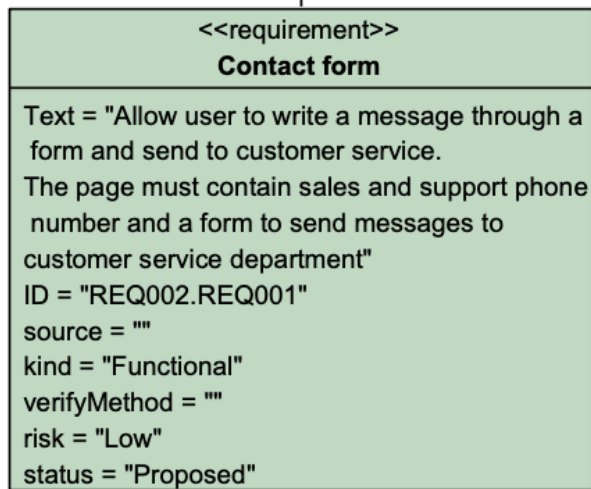 <<requirement>>
Contact form
Text = "Allow user to write a message through a
form and send to customer service.
The page must contain sales and support phone
number and a form to send messages to
customer service department"
ID = "REQ002.REQ001"
source = ""
kind = "Functional"
verifyMethod = ""
risk = "Low"
status = "Proposed"